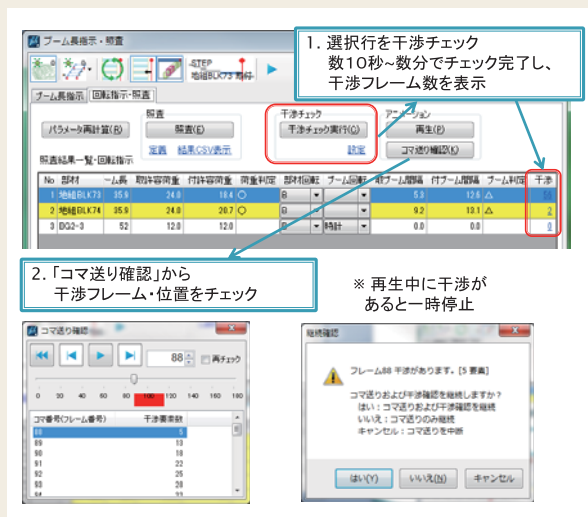 ブーム長指示・照査
1. 選択行を干渉チェック
数10秒~数分でチェック完了し、
干渉フレーム数を表示
STEP
地組BLK73
ブーム長指示 回転指示・照査
照査
干渉チェック
アニメーション
パラメータ再計算(R)
照査(E)
干渉チェック実行(C)
再生(P)
定義 結果CSV表示
設定
コマ送り確認(K)
照査結果一覧・回転指示
No 部材 ーム長 取許容荷重 付許容荷重 荷重判定 部材回転 ブーム回転 取ブーム間隔 付ブーム間隔 ブーム判定 干渉
1 地組BLK73 35.9 24.0 18.4 ○ 5.3 12.6 △
2 地組BLK74 35.9 24.0 20.7 ○ 9.2 13.1 △ 2
3 DG2-3 52 12.0 12.0 時計 0.0 0.0 0
2. 「コマ送り確認」から
干渉フレーム・位置をチェック
※ 再生中に干渉が
あると一時停止
コマ送り確認
88 再チェック
0 20 40 60 80 100 120 140 160 180
コマ番号(フレーム番号) 干渉要素数
88 5
89 13
90 18
91 22
92 25
93 28
94
継続確認
フレーム88 干渉があります。[5 要素]
コマ送りおよび干渉確認を継続しますか？
はい：コマ送りおよび干渉確認を継続
いいえ：コマ送りのみ継続
キャンセル：コマ送りを中断
はい(Y) いいえ(N) キャンセル